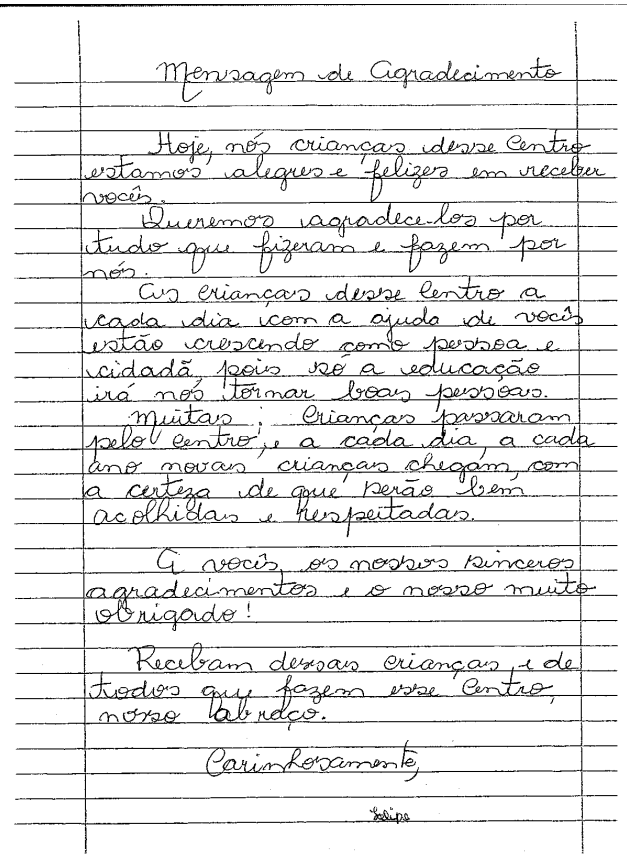 Mensagem de Agradecimento
Hoje, nós crianças desse Centro
estamos alegres e felizes em receber
vocês.
Queremos agradece-los por
tudo que fizeram e fazem por
nós.
As crianças desse Centro a
cada dia com a ajuda de vocês
estão crescendo como pessoa e
cidadã, pois só a educação
irá nos tornar boas pessoas.
Muitas; crianças passaram
pelo centro, e a cada dia, a cada
ano novas crianças chegam, com
a certeza de que serão bem
acolhidas e respeitadas.
A vocês, os nossos sinceros
agradecimentos e o nosso muito
obrigado!
Recebam dessas crianças, e de
todos que fazem esse Centro,
nosso abraço.
Carinhosamente,
Felipe